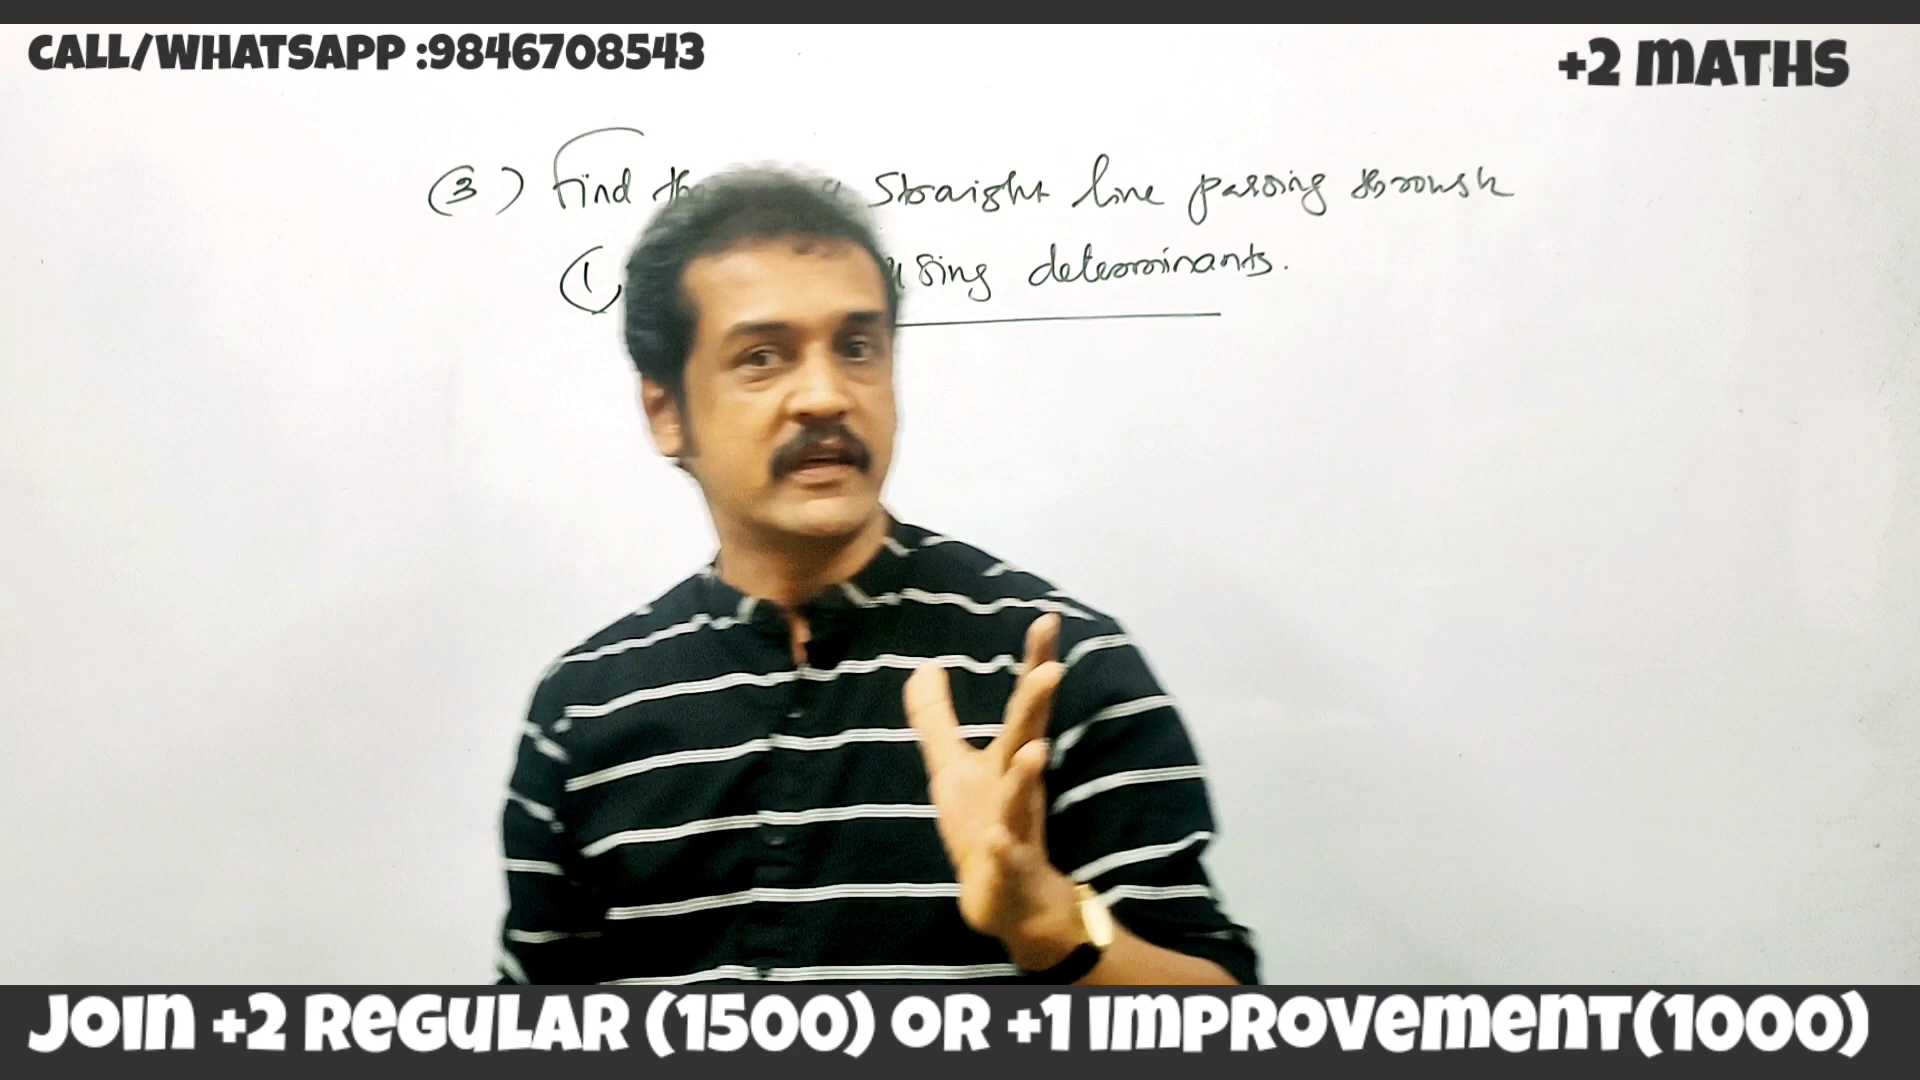 CALL/WHATSAPP :9846708543
+2 MATHS
(3) Find the straight line passing through
(1 using determinants.
JOIN +2 REGULAR (1500) OR +1 IMPROVEMENT(1000)